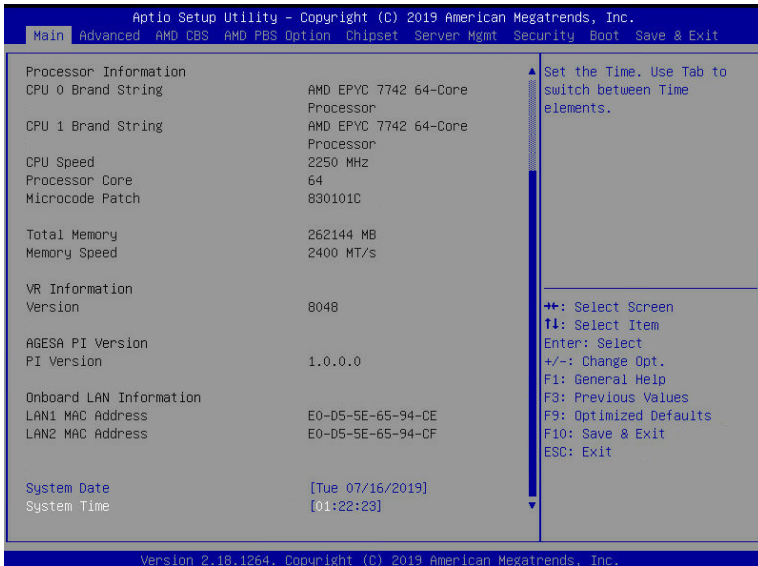 Aptio Setup Utility – Copyright (C) 2019 American Megatrends, Inc.
Main Advanced AMD CBS AMD PBS Option Chipset Server Mgmt Security Boot Save & Exit
Processor Information
CPU 0 Brand String AMD EPYC 7742 64-Core
Processor
CPU 1 Brand String AMD EPYC 7742 64-Core
Processor
CPU Speed 2250 MHz
Processor Core 64
Microcode Patch 830101C
Total Memory 262144 MB
Memory Speed 2400 MT/s
VR Information
Version 8048
AGESA PI Version
PI Version 1.0.0.0
Onboard LAN Information
LAN1 MAC Address E0-D5-5E-65-94-CE
LAN2 MAC Address E0-D5-5E-65-94-CF
System Date [Tue 07/16/2019]
System Time [01:22:23]
Set the Time. Use Tab to
switch between Time
elements.
→←: Select Screen
↑↓: Select Item
Enter: Select
+/-: Change Opt.
F1: General Help
F3: Previous Values
F9: Optimized Defaults
F10: Save & Exit
ESC: Exit
Version 2.18.1264. Copyright (C) 2019 American Megatrends, Inc.